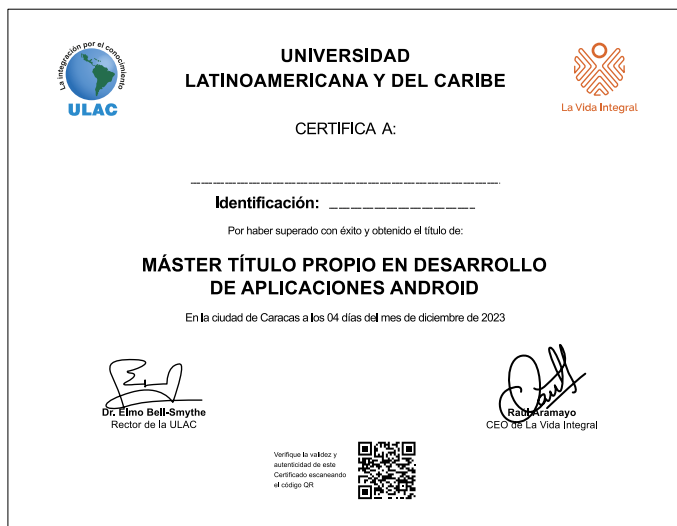 La integración por el conocimiento
ULAC
UNIVERSIDAD
LATINOAMERICANA Y DEL CARIBE
La Vida Integral
CERTIFICA A:
Identificación:
Por haber superado con éxito y obtenido el título de:
MÁSTER TÍTULO PROPIO EN DESARROLLO
DE APLICACIONES ANDROID
En la ciudad de Caracas a los 04 días del mes de diciembre de 2023
Dr. Elmo Bell-Smythe
Rector de la ULAC
Raúl Aramayo
CEO de La Vida Integral
Verifique la validez y
autenticidad de este
Certificado escaneando
el código QR